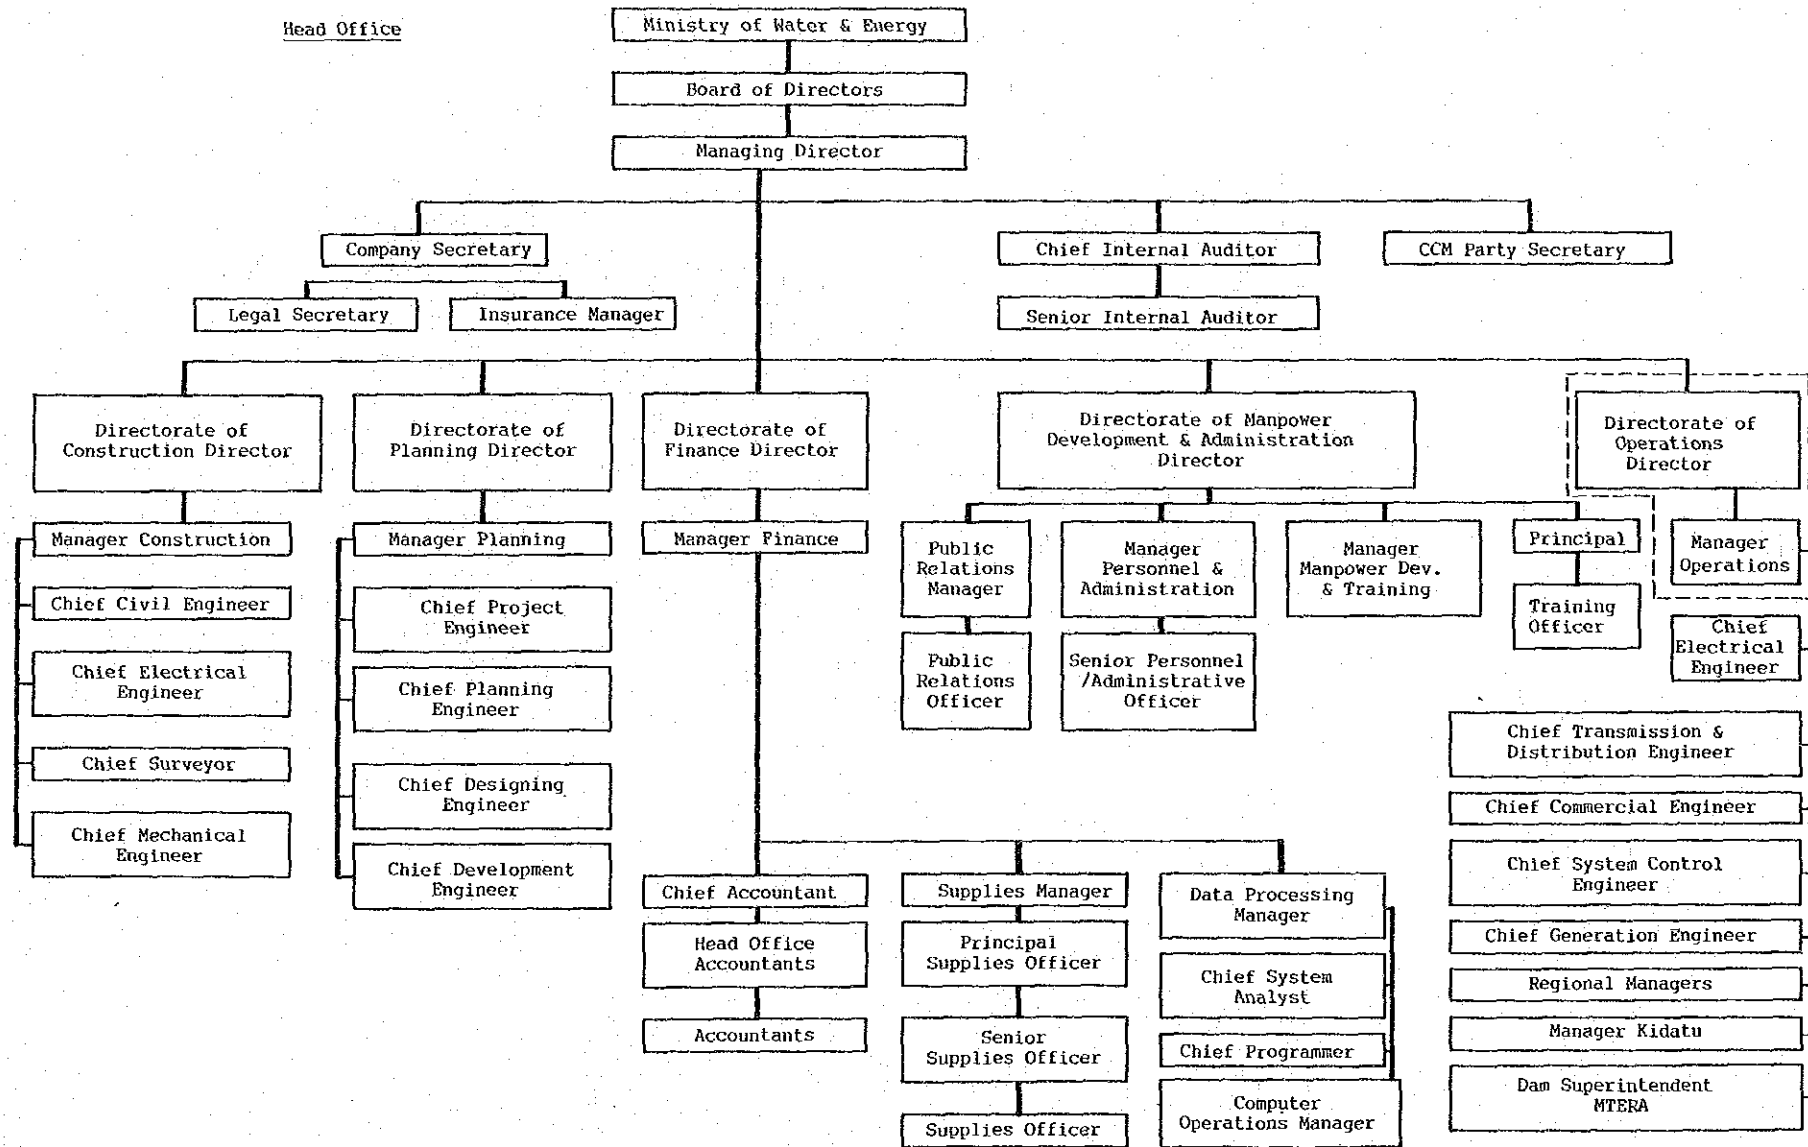 Head Office
Ministry of Water & Energy
Board of Directors
Managing Director
Company Secretary
Chief Internal Auditor
CCM Party Secretary
Legal Secretary
Insurance Manager
Senior Internal Auditor
Directorate of
Construction Director
Directorate of
Planning Director
Directorate of
Finance Director
Directorate of Manpower
Development & Administration
Director
Directorate of
Operations
Director
Manager Construction
Chief Civil Engineer
Chief Electrical
Engineer
Chief Surveyor
Chief Mechanical
Engineer
Manager Planning
Chief Project
Engineer
Chief Planning
Engineer
Chief Designing
Engineer
Chief Development
Engineer
Manager Finance
Public
Relations
Manager
Public
Relations
Officer
Manager
Personnel &
Administration
Senior Personnel
/Administrative
Officer
Manager
Manpower Dev.
& Training
Principal
Training
Officer
Manager
Operations
Chief
Electrical
Engineer
Chief Transmission &
Distribution Engineer
Chief Commercial Engineer
Chief System Control
Engineer
Chief Generation Engineer
Regional Managers
Manager Kidatu
Dam Superintendent
MTERA
Chief Accountant
Head Office
Accountants
Accountants
Supplies Manager
Principal
Supplies Officer
Senior
Supplies Officer
Supplies Officer
Data Processing
Manager
Chief System
Analyst
Chief Programmer
Computer
Operations Manager